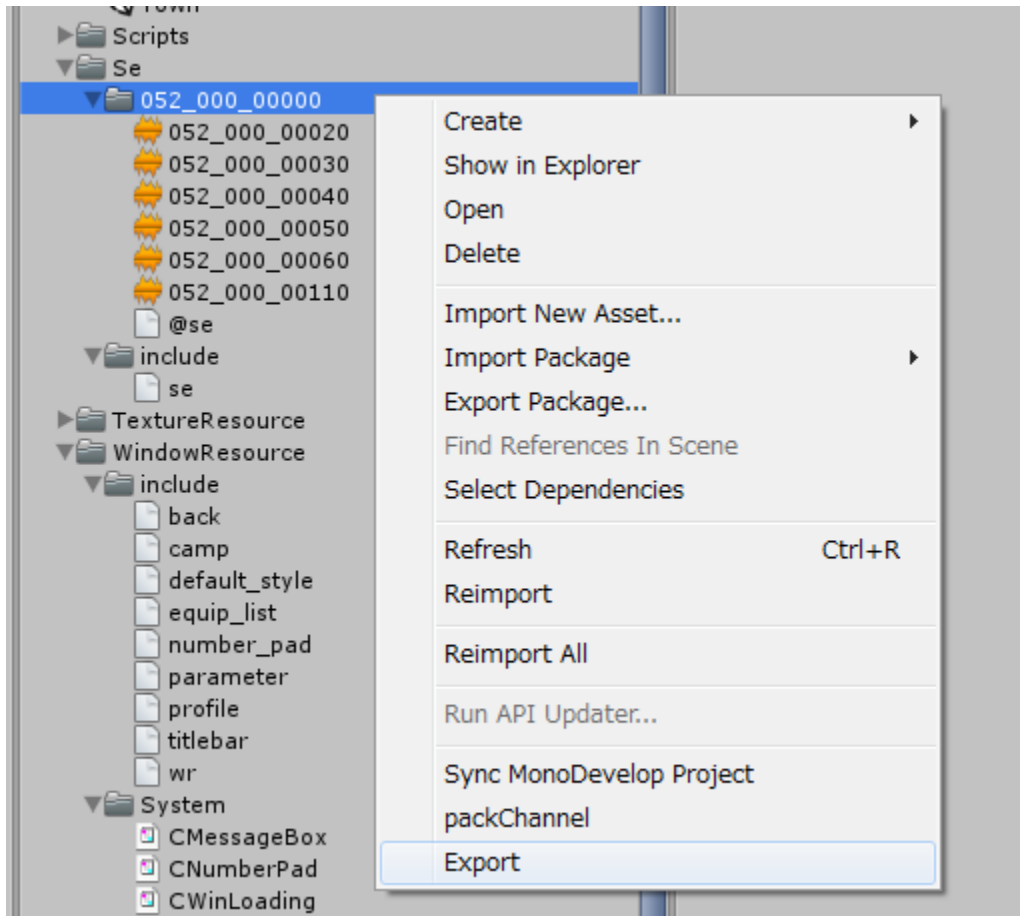 Town
Scripts
Se
052_000_00000
052_000_00020
052_000_00030
052_000_00040
052_000_00050
052_000_00060
052_000_00110
@se
include
se
TextureResource
WindowResource
include
back
camp
default_style
equip_list
number_pad
parameter
profile
titlebar
wr
System
CMessageBox
CNumberPad
CWinLoading
Create
Show in Explorer
Open
Delete
Import New Asset...
Import Package
Export Package...
Find References In Scene
Select Dependencies
Refresh Ctrl+R
Reimport
Reimport All
Run API Updater...
Sync MonoDevelop Project
packChannel
Export